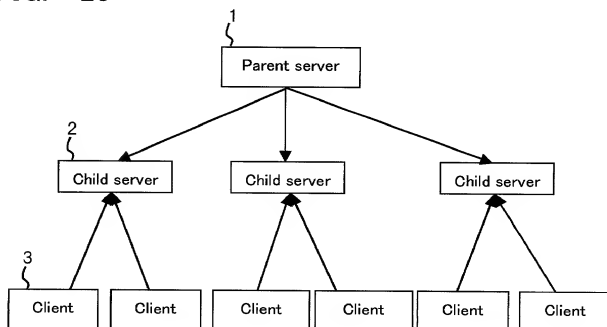 1
Parent server
2
Child server
Child server
Child server
3
Client
Client
Client
Client
Client
Client